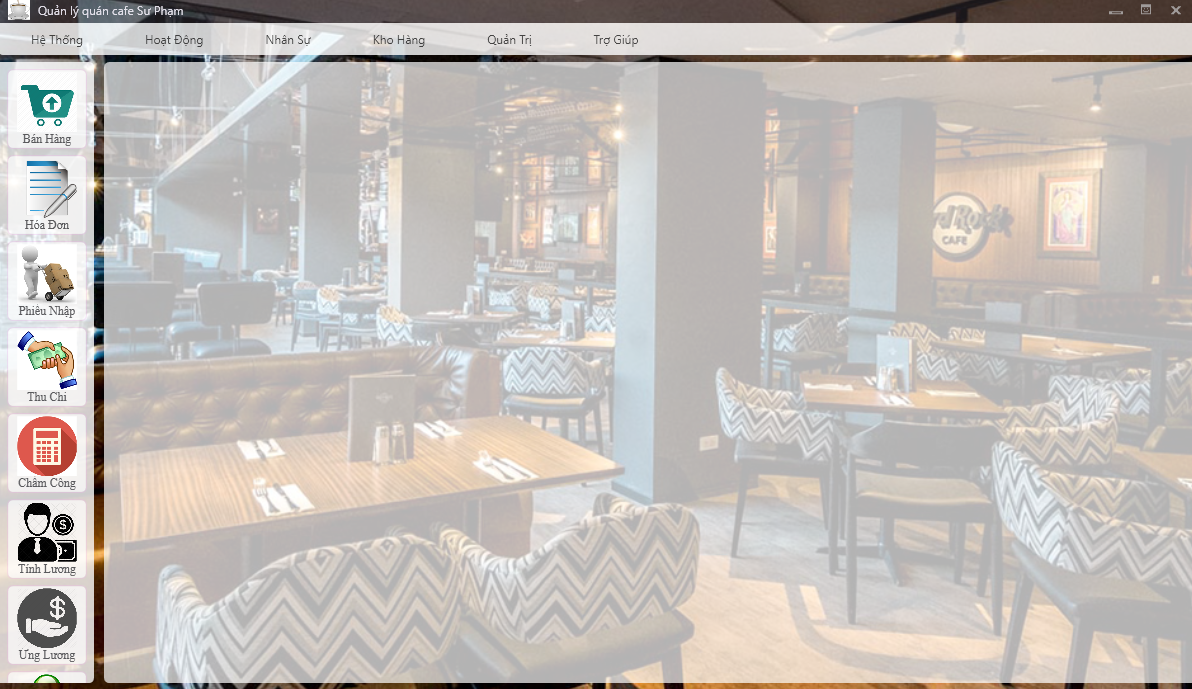 Quản lý quán cafe Sư Phạm
Hệ Thống Hoạt Động Nhân Sự Kho Hàng Quản Trị Trợ Giúp
Bán Hàng
Hóa Đơn
Phiếu Nhập
Thu Chi
Chấm Công
Tính Lương
Ứng Lương
rd Rock
CAFE